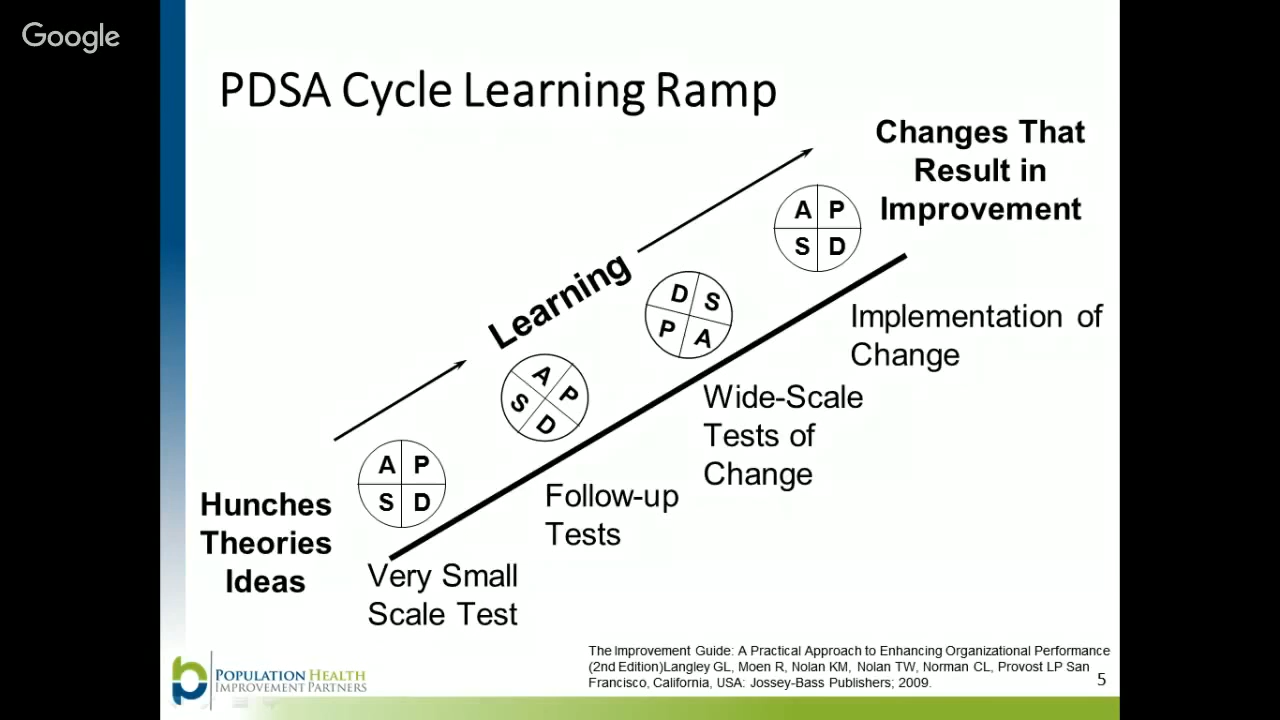 Google
PDSA Cycle Learning Ramp
Changes That
Result in
Improvement
A P
S D
Learning
D S
P A
Implementation of
Change
A P
S D
Wide-Scale
Tests of
Change
A P
S D
Hunches
Theories
Ideas
Follow-up
Tests
Very Small
Scale Test
The Improvement Guide: A Practical Approach to Enhancing Organizational Performance
(2nd Edition)Langley GL, Moen R, Nolan KM, Nolan TW, Norman CL, Provost LP San
Francisco, California, USA: Jossey-Bass Publishers; 2009.
5
POPULATION HEALTH
IMPROVEMENT PARTNERS